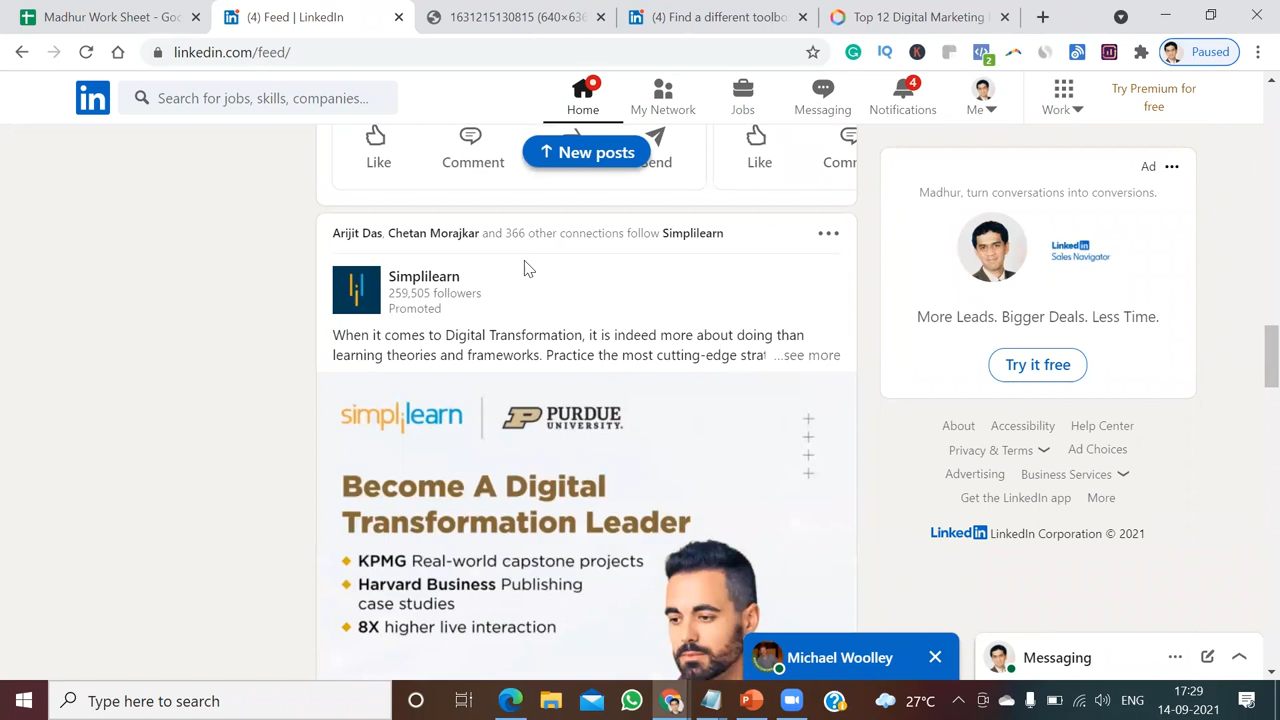 Madhur Work Sheet - Goo
(4) Feed | LinkedIn
1631215130815 (640×636
(4) Find a different toolbo
Top 12 Digital Marketing
linkedin.com/feed/
2
Paused
in
Search for jobs, skills, companies...
Home
My Network
Jobs
Messaging
4
Notifications
Me
Work
Try Premium for
free
Like
Comment
Send
Like
↑ New posts
Arijit Das, Chetan Morajkar and 366 other connections follow Simplilearn
Simplilearn
259,505 followers
Promoted
When it comes to Digital Transformation, it is indeed more about doing than
learning theories and frameworks. Practice the most cutting-edge strat ...see more
simplilearn
PURDUE
UNIVERSITY.
Become A Digital
Transformation Leader
KPMG Real-world capstone projects
Harvard Business Publishing
case studies
8X higher live interaction
Ad
Madhur, turn conversations into conversions.
Linkedin
Sales Navigator
More Leads. Bigger Deals. Less Time.
Try it free
About Accessibility Help Center
Privacy & Terms Ad Choices
Advertising Business Services
Get the LinkedIn app More
Linkedin LinkedIn Corporation © 2021
Michael Woolley
Messaging
Type here to search
27°C
ENG
17:29
14-09-2021